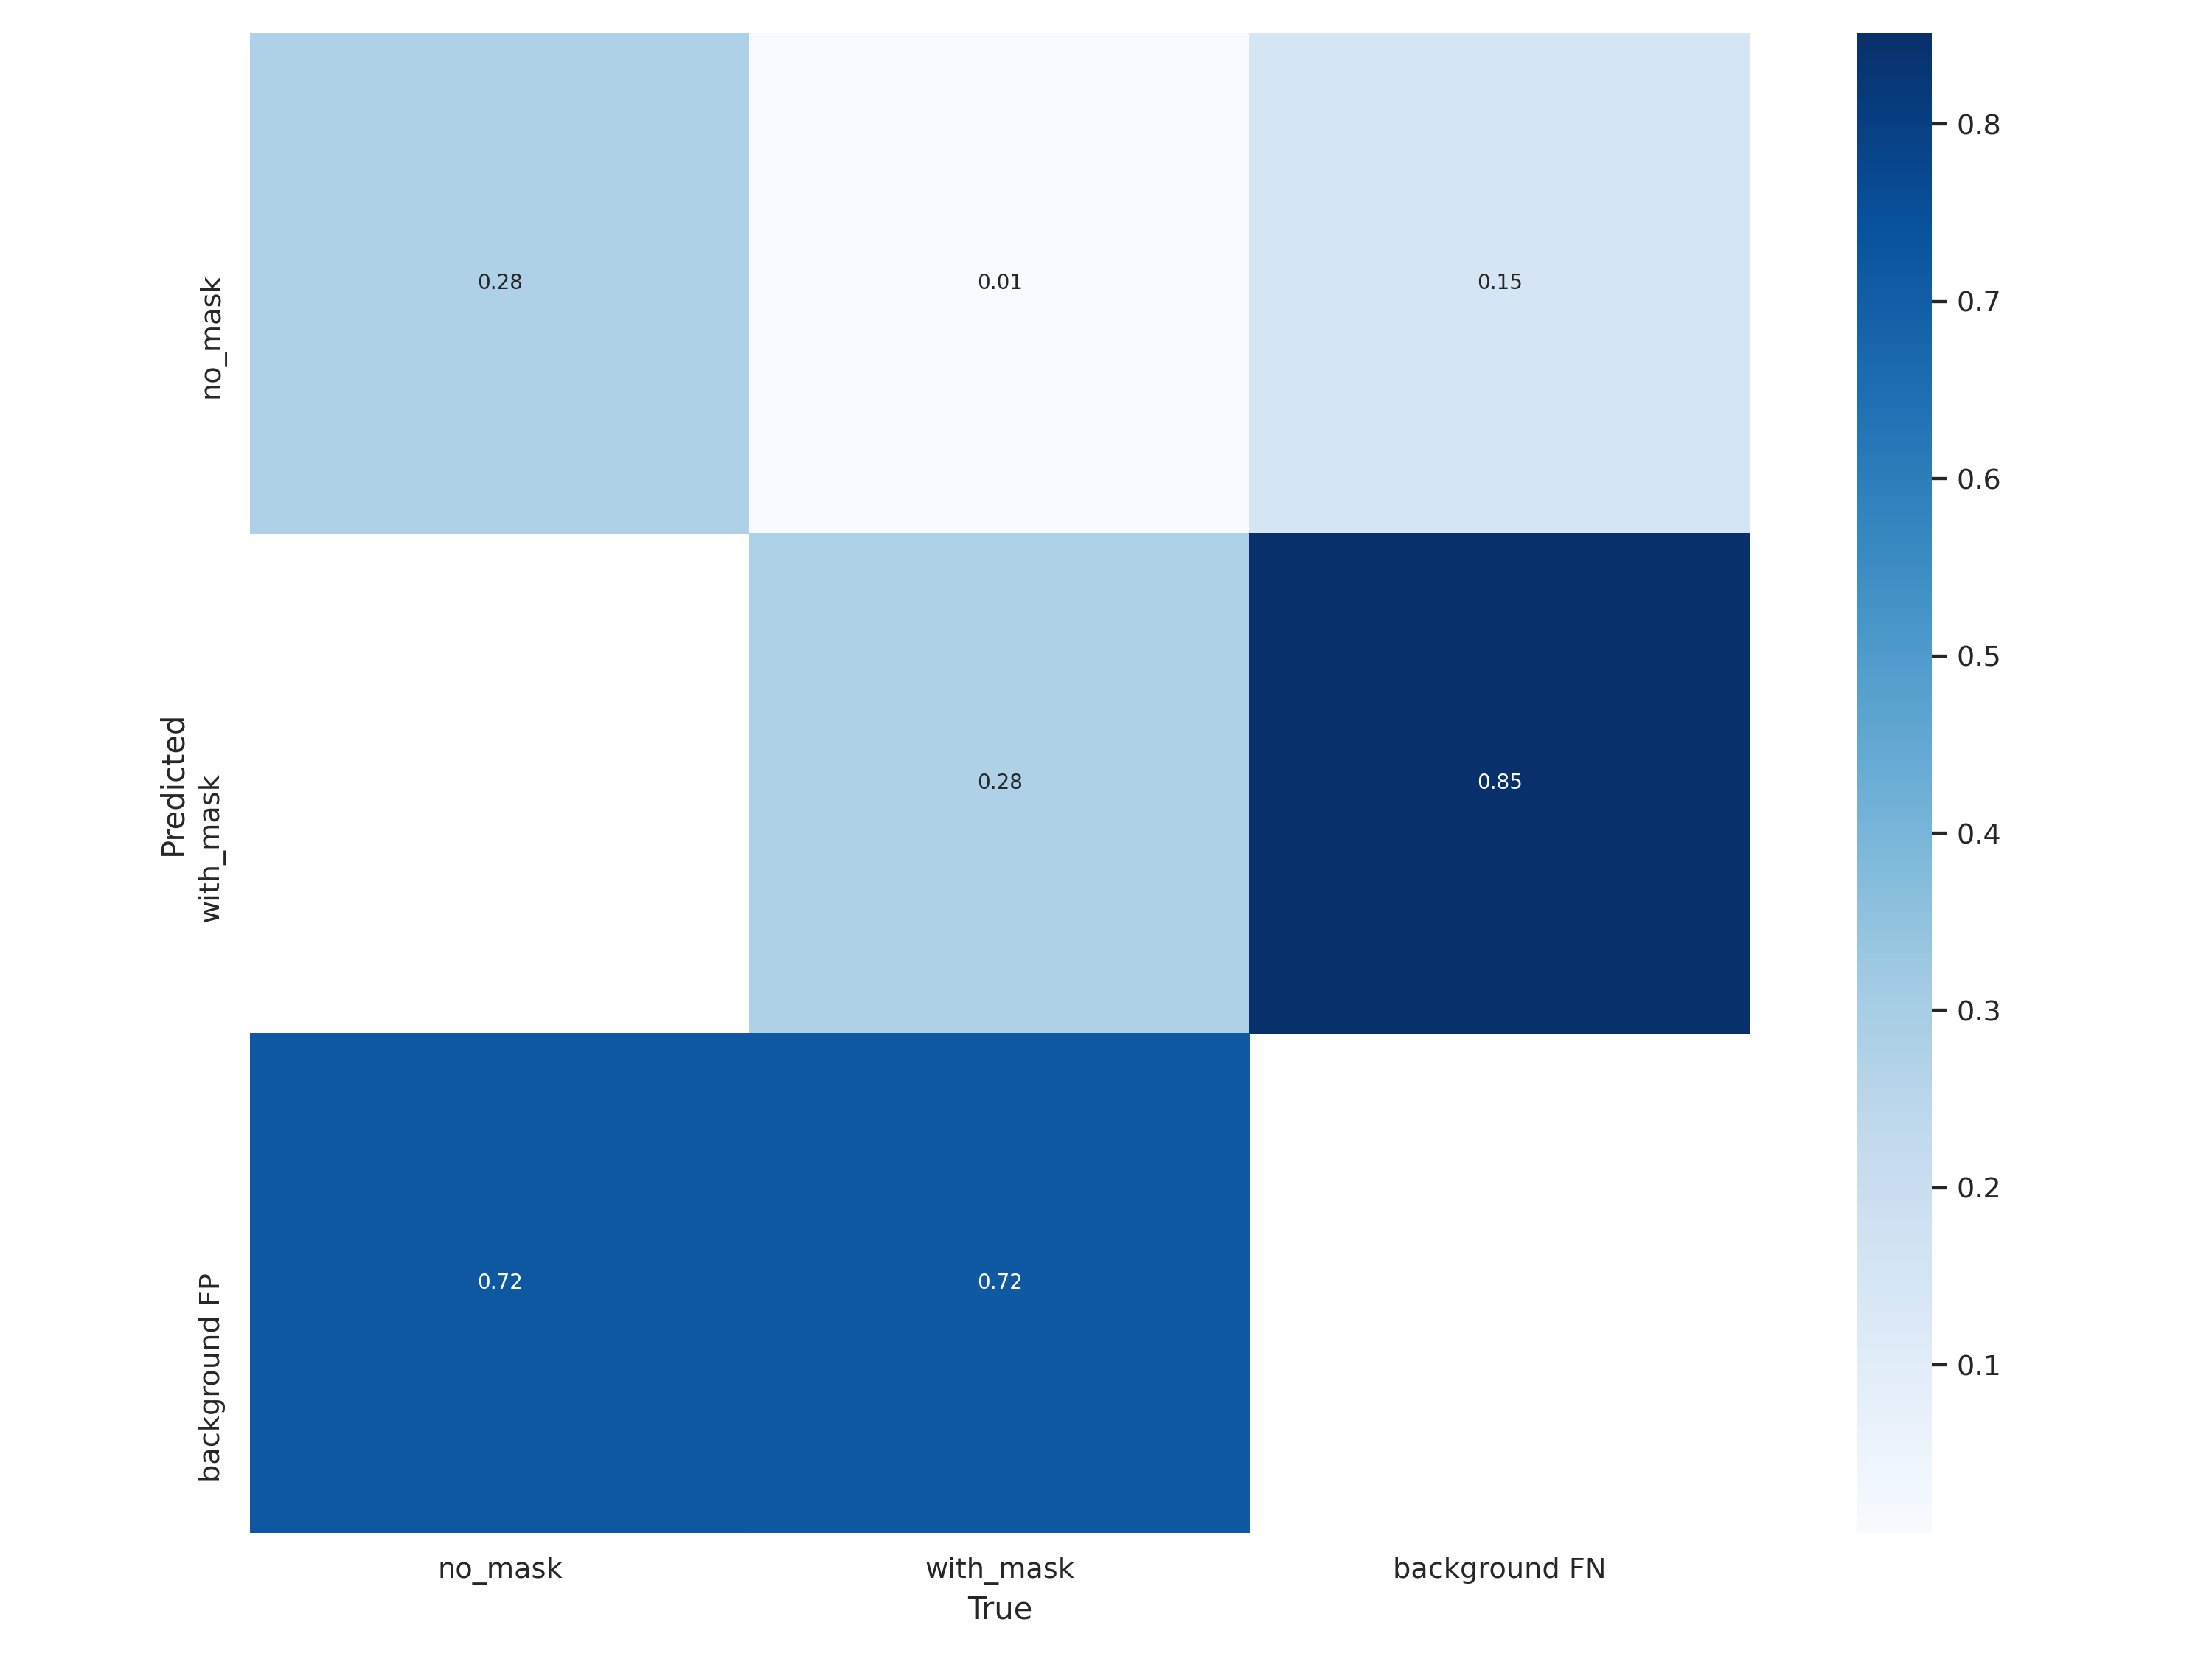 0.28 0.01 0.15
0.28 0.85
0.72 0.72
no_mask
with_mask
background FP
Predicted
no_mask with_mask background FN
True
0.8
0.7
0.6
0.5
0.4
0.3
0.2
0.1